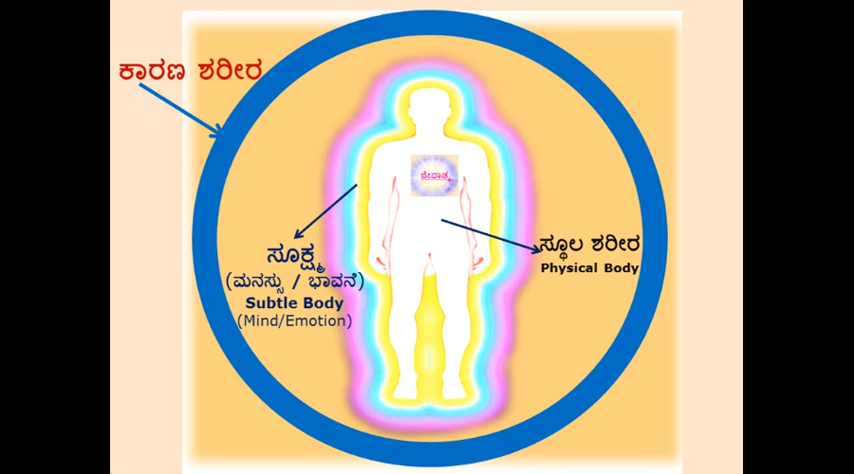 ಕಾರಣ ಶರೀರ
ಜೀವಾತ್ಮ
ಸೂಕ್ಷ್ಮ
(ಮನಸ್ಸು / ಭಾವನೆ)
Subtle Body
(Mind/Emotion)
ಸ್ಥೂಲ ಶರೀರ
Physical Body